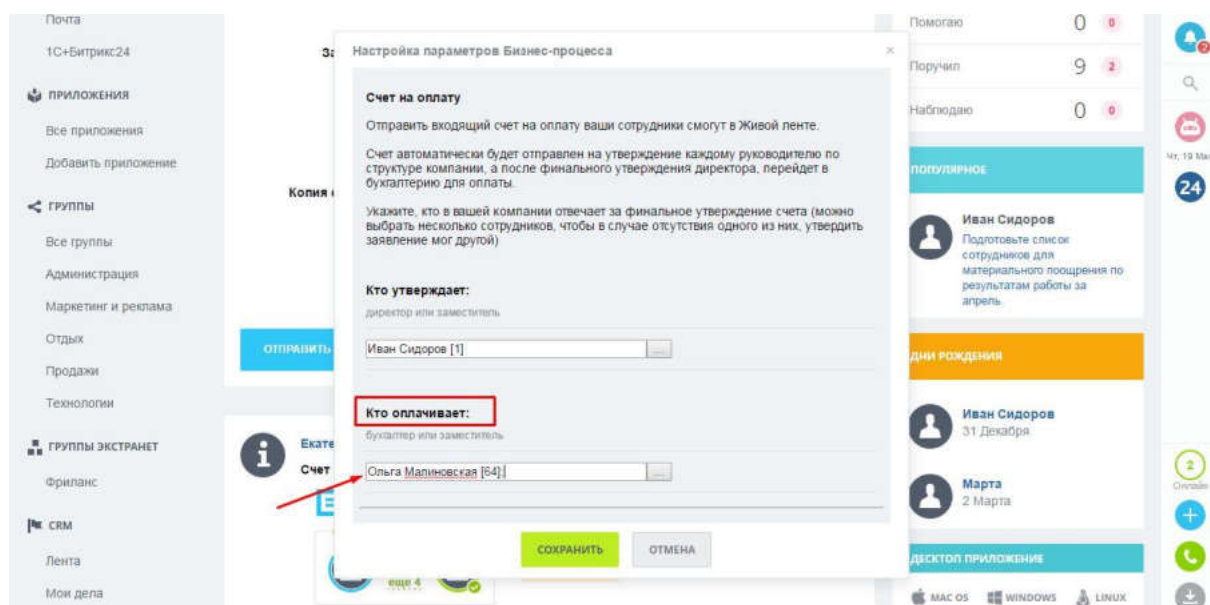 Почта
1С+Битрикс24
ПРИЛОЖЕНИЯ
Все приложения
Добавить приложение
ГРУППЫ
Все группы
Администрация
Маркетинг и реклама
Отдых
Продажи
Технологии
ГРУППЫ ЭКСТРАНЕТ
Фриланс
CRM
Лента
Мои дела
За
Копия
ОТПРАВИТЬ
Екате
Счет
еще 4
Настройка параметров Бизнес-процесса
Счет на оплату
Отправить входящий счет на оплату ваши сотрудники смогут в Живой ленте.
Счет автоматически будет отправлен на утверждение каждому руководителю по
структуре компании, а после финального утверждения директора, перейдет в
бухгалтерию для оплаты.
Укажите, кто в вашей компании отвечает за финальное утверждение счета (можно
выбрать несколько сотрудников, чтобы в случае отсутствия одного из них, утвердить
заявление мог другой)
Кто утверждает:
директор или заместитель
Иван Сидоров [1]
...
Кто оплачивает:
бухгалтер или заместитель
Ольга Малиновская [64];
...
СОХРАНИТЬ
ОТМЕНА
Помогаю 0 0
Поручил 9 2
Наблюдаю 0 0
ПОПУЛЯРНОЕ
Иван Сидоров
Подготовьте список
сотрудников для
материального поощрения по
результатам работы за
апрель.
ДНИ РОЖДЕНИЯ
Иван Сидоров
31 Декабря
Марта
2 Марта
ДЕСКТОП ПРИЛОЖЕНИЕ
MAC OS WINDOWS LINUX
2
Чт, 19 Мая
24
2
Онлайн